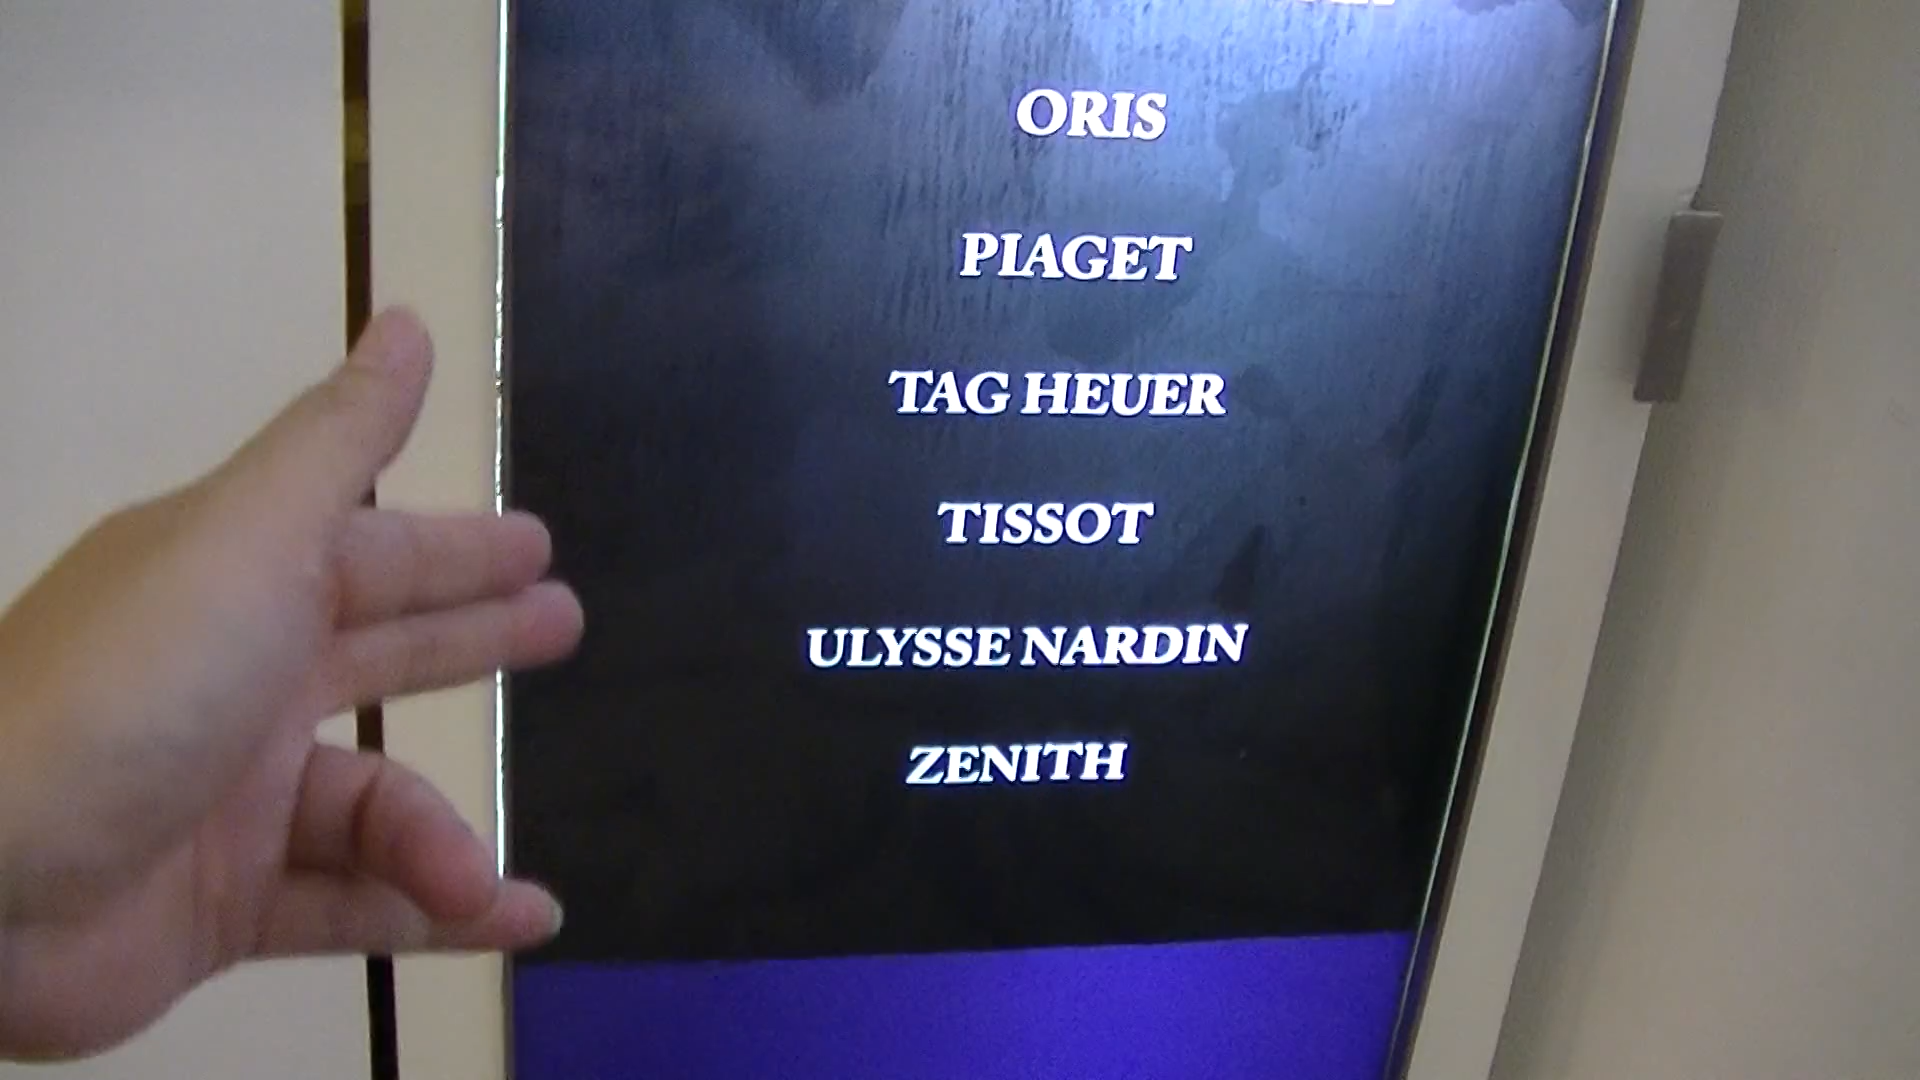 ORIS
PIAGET
TAG HEUER
TISSOT
ULYSSE NARDIN
ZENITH